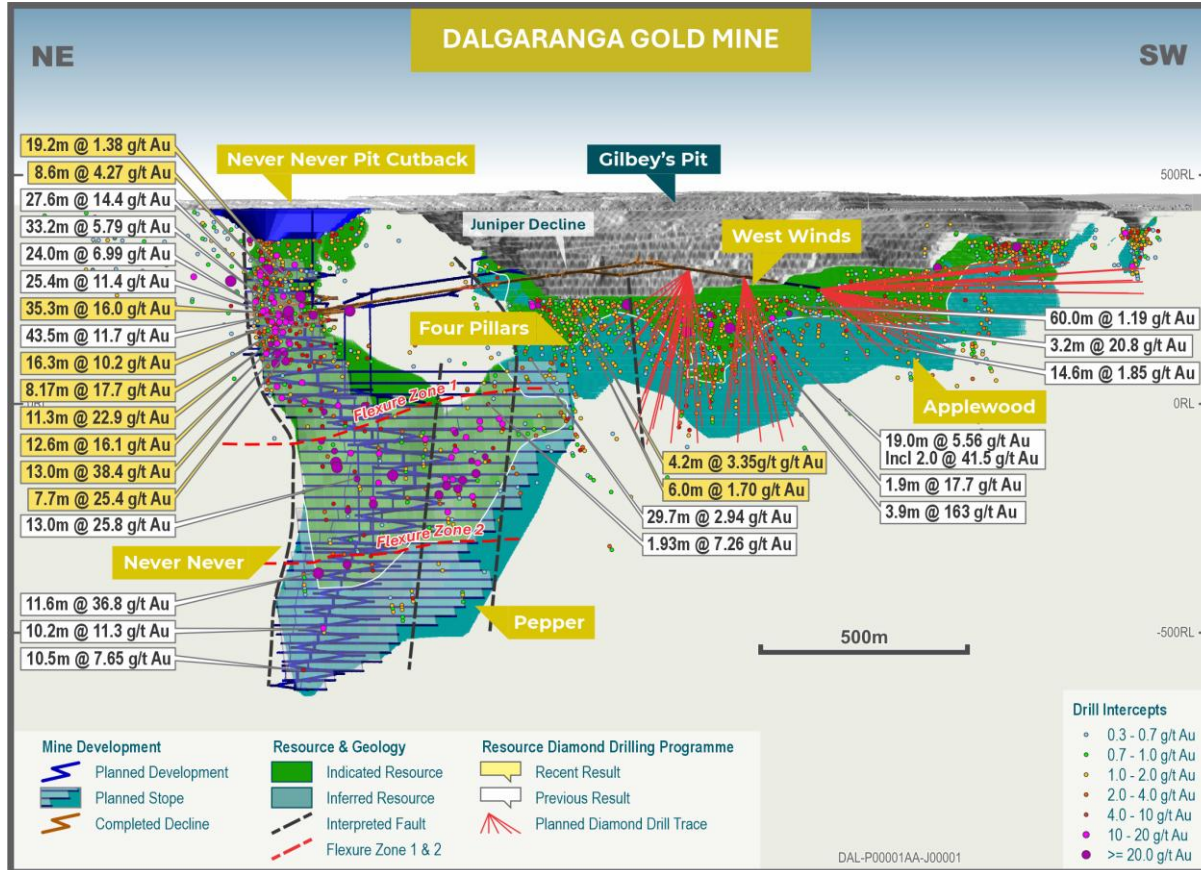 DALGARANGA GOLD MINE
NE
SW
Never Never Pit Cutback
Gilbey's Pit
500RL
Juniper Decline
West Winds
Four Pillars
Applewood
0RL
Flexure Zone 1
Flexure Zone 2
Never Never
Pepper
-500RL
500m
19.2m @ 1.38 g/t Au
8.6m @ 4.27 g/t Au
27.6m @ 14.4 g/t Au
33.2m @ 5.79 g/t Au
24.0m @ 6.99 g/t Au
25.4m @ 11.4 g/t Au
35.3m @ 16.0 g/t Au
43.5m @ 11.7 g/t Au
16.3m @ 10.2 g/t Au
8.17m @ 17.7 g/t Au
11.3m @ 22.9 g/t Au
12.6m @ 16.1 g/t Au
13.0m @ 38.4 g/t Au
7.7m @ 25.4 g/t Au
13.0m @ 25.8 g/t Au
11.6m @ 36.8 g/t Au
10.2m @ 11.3 g/t Au
10.5m @ 7.65 g/t Au
4.2m @ 3.35g/t g/t Au
6.0m @ 1.70 g/t Au
29.7m @ 2.94 g/t Au
1.93m @ 7.26 g/t Au
19.0m @ 5.56 g/t Au
Incl 2.0 @ 41.5 g/t Au
1.9m @ 17.7 g/t Au
3.9m @ 163 g/t Au
60.0m @ 1.19 g/t Au
3.2m @ 20.8 g/t Au
14.6m @ 1.85 g/t Au
Mine Development
Planned Development
Planned Stope
Completed Decline
Resource & Geology
Indicated Resource
Inferred Resource
Interpreted Fault
Flexure Zone 1 & 2
Resource Diamond Drilling Programme
Recent Result
Previous Result
Planned Diamond Drill Trace
DAL-P00001AA-J00001
Drill Intercepts
0.3 - 0.7 g/t Au
0.7 - 1.0 g/t Au
1.0 - 2.0 g/t Au
2.0 - 4.0 g/t Au
4.0 - 10 g/t Au
10 - 20 g/t Au
>= 20.0 g/t Au